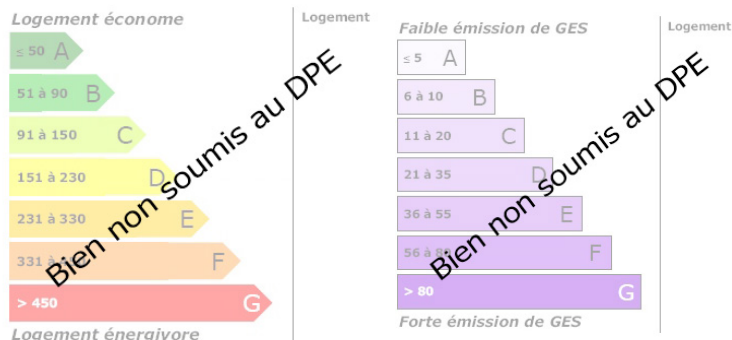 Logement économe
Logement
≤ 50 A
51 à 90 B
91 à 150 C
151 à 230 D
231 à 330 E
331 à F
> 450 G
Logement énergivore
Bien non soumis au DPE
Faible émission de GES
Logement
≤ 5 A
6 à 10 B
11 à 20 C
21 à 35 D
36 à 55 E
56 à 80 F
> 80 G
Forte émission de GES
Bien non soumis au DPE